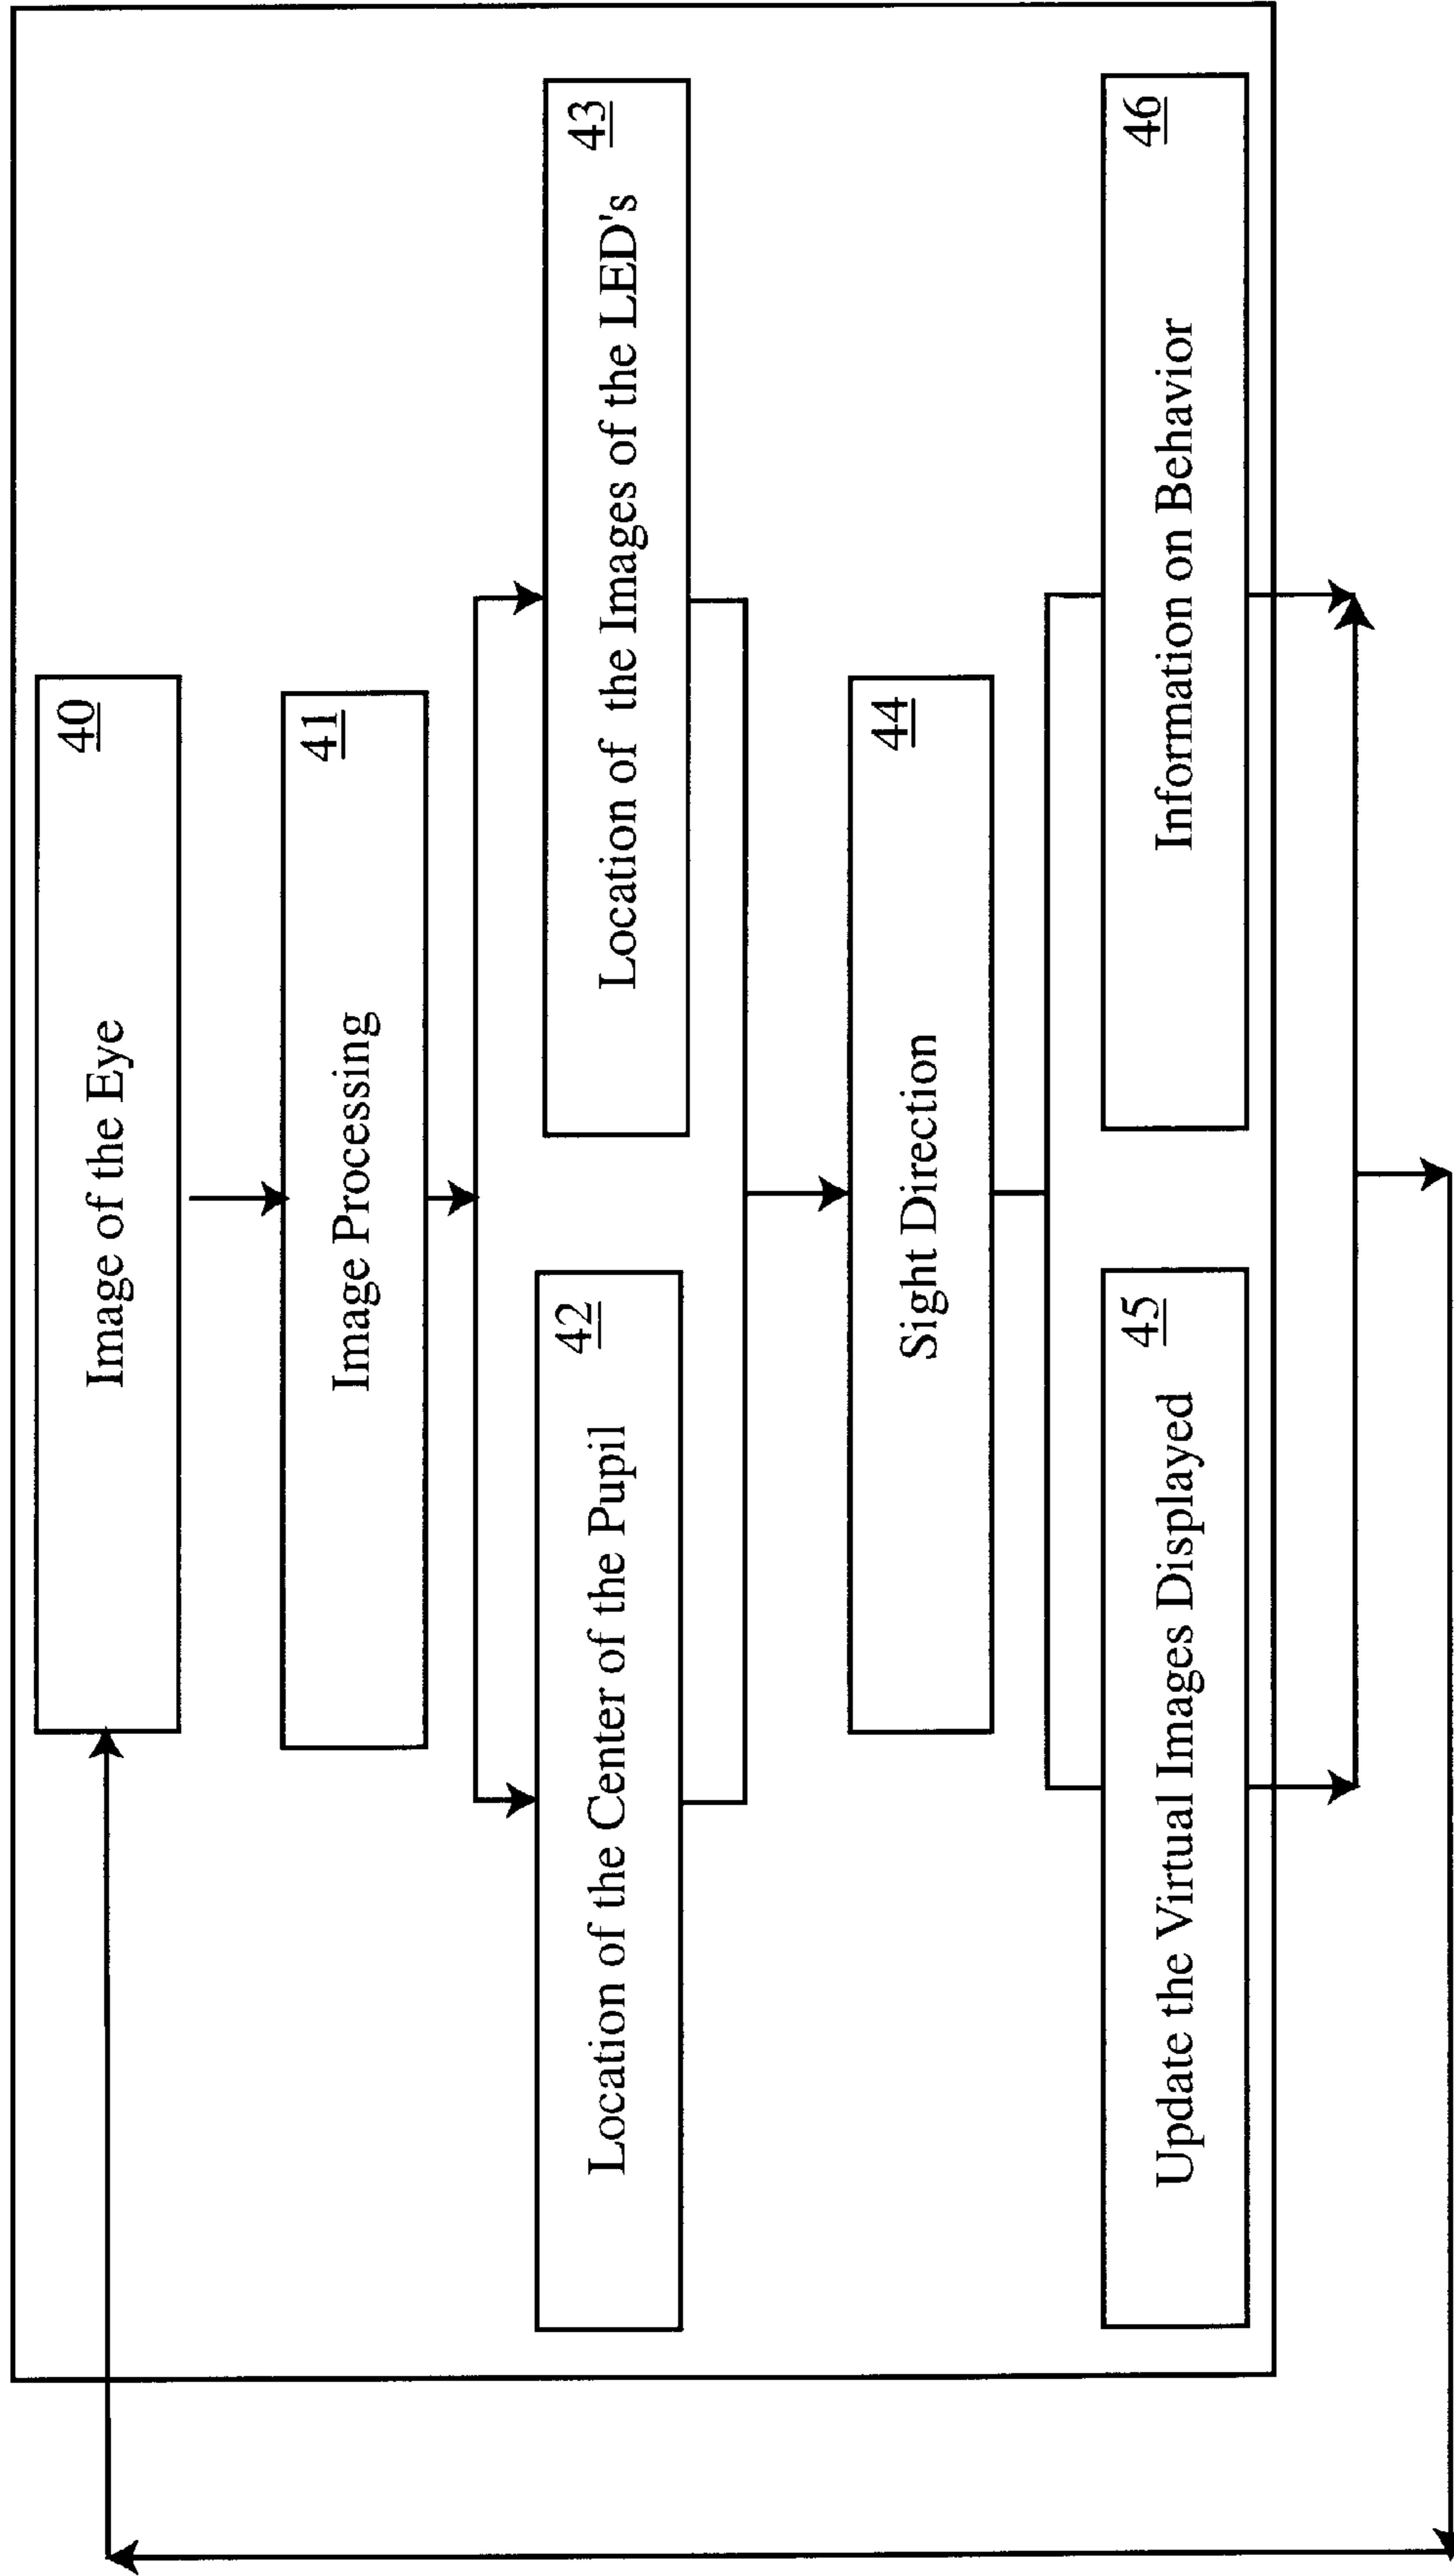 40
Image of the Eye
41
Image Processing
42
Location of the Center of the Pupil
43
Location of the Images of the LED's
44
Sight Direction
45
Update the Virtual Images Displayed
46
Information on Behavior